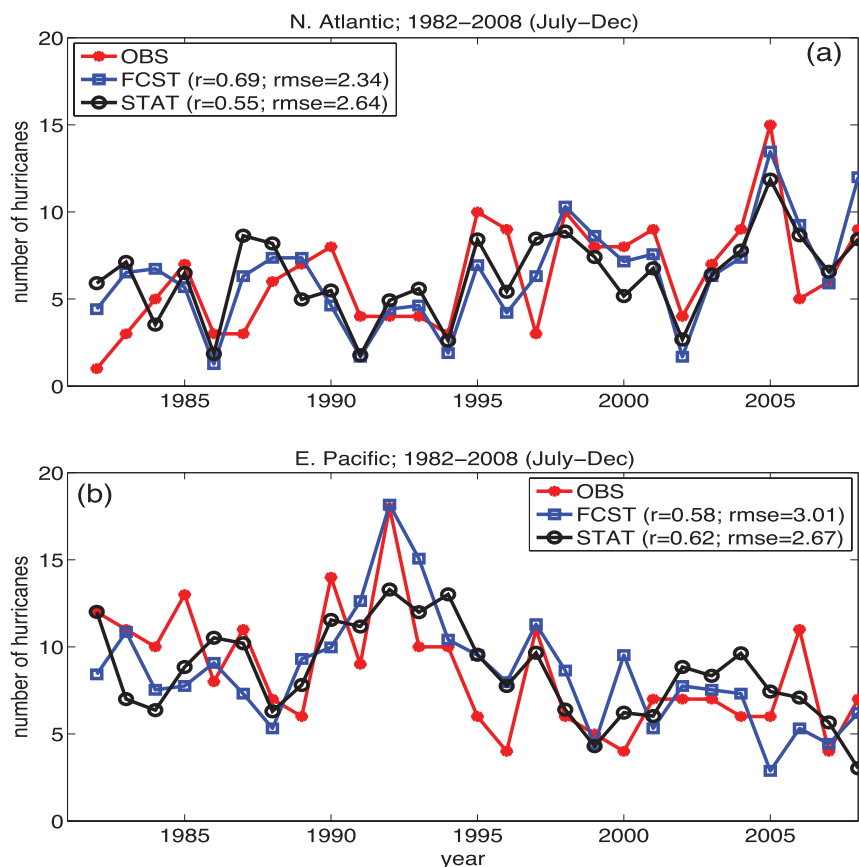 N. Atlantic; 1982−2008 (July−Dec)
(a)
OBS
FCST (r=0.69; rmse=2.34)
STAT (r=0.55; rmse=2.64)
number of hurricanes
20
15
10
5
0
1985 1990 1995 2000 2005
E. Pacific; 1982−2008 (July−Dec)
(b)
OBS
FCST (r=0.58; rmse=3.01)
STAT (r=0.62; rmse=2.67)
number of hurricanes
20
15
10
5
0
1985 1990 1995 2000 2005
year